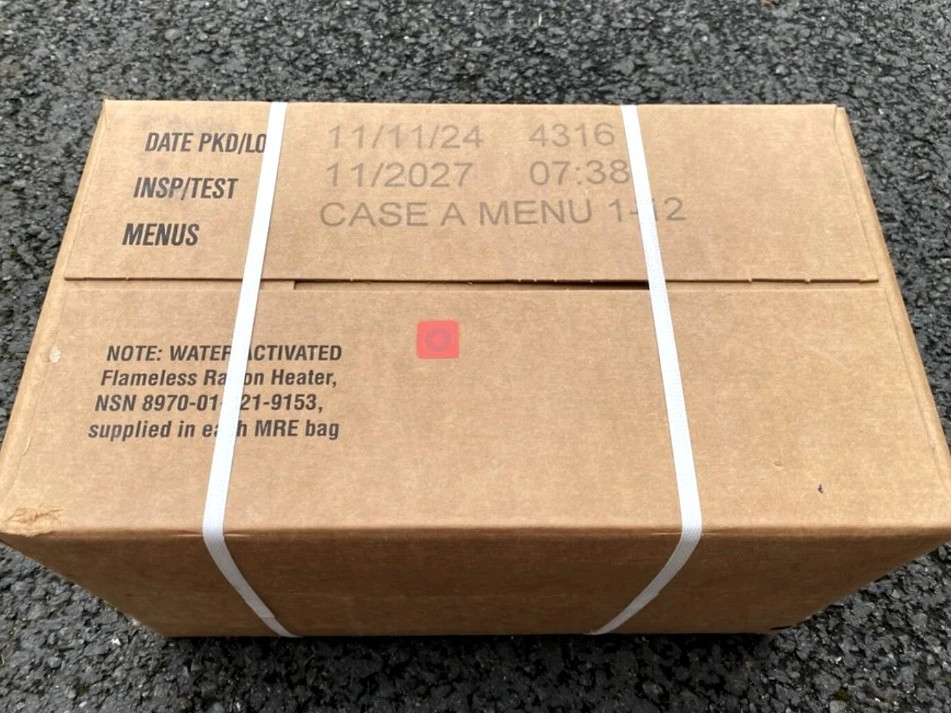 DATE PKD/LO 11/11/24 4316
INSP/TEST 11/2027 07:38
MENUS CASE A MENU 1-12
NOTE: WATER ACTIVATED
Flameless Ration Heater,
NSN 8970-01-321-9153,
supplied in each MRE bag